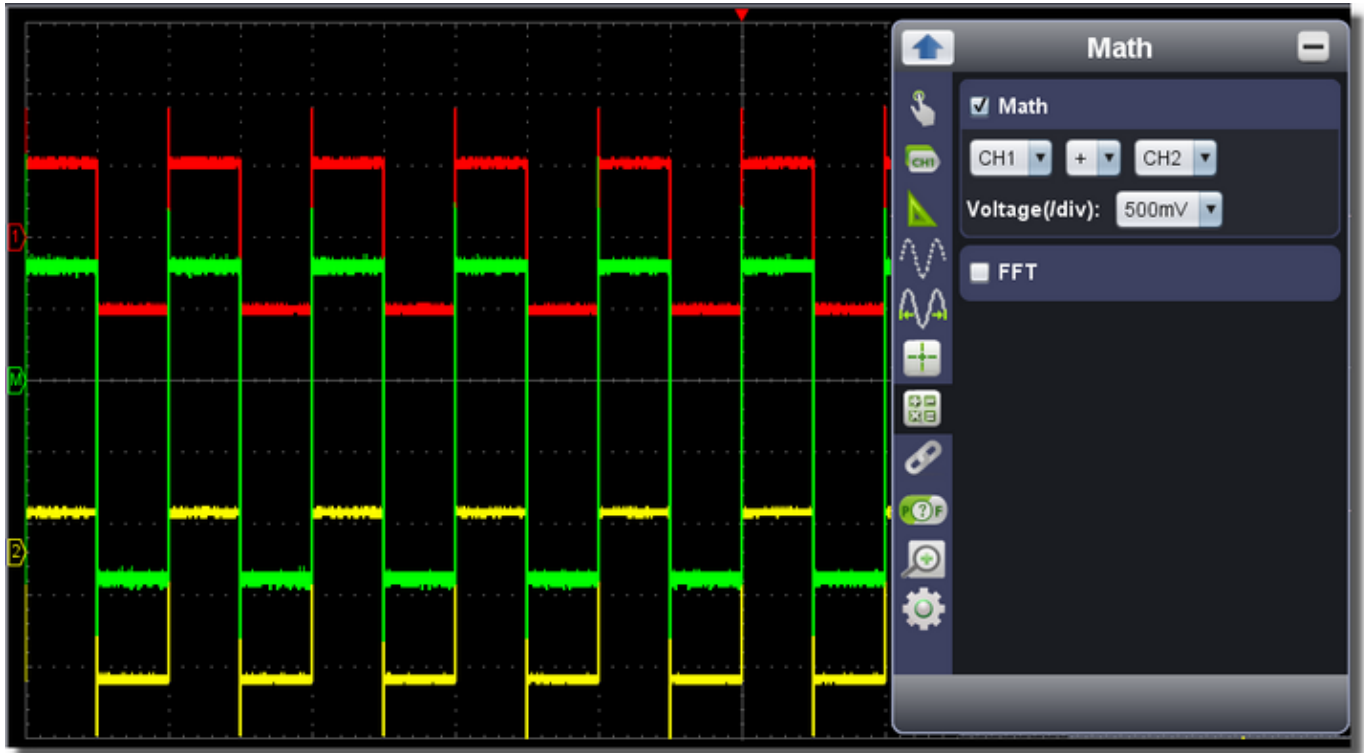 Math
Math
CH1 + CH2
CH1
Voltage(/div): 500mV
1
FFT
M
P?F
2